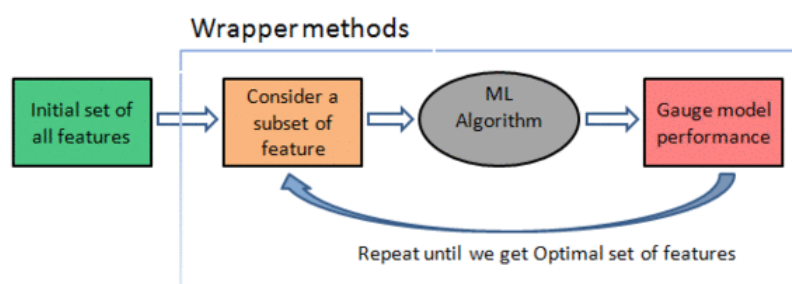 Wrapper methods
Initial set of
all features
Consider a
subset of
feature
ML
Algorithm
Gauge model
performance
Repeat until we get Optimal set of features